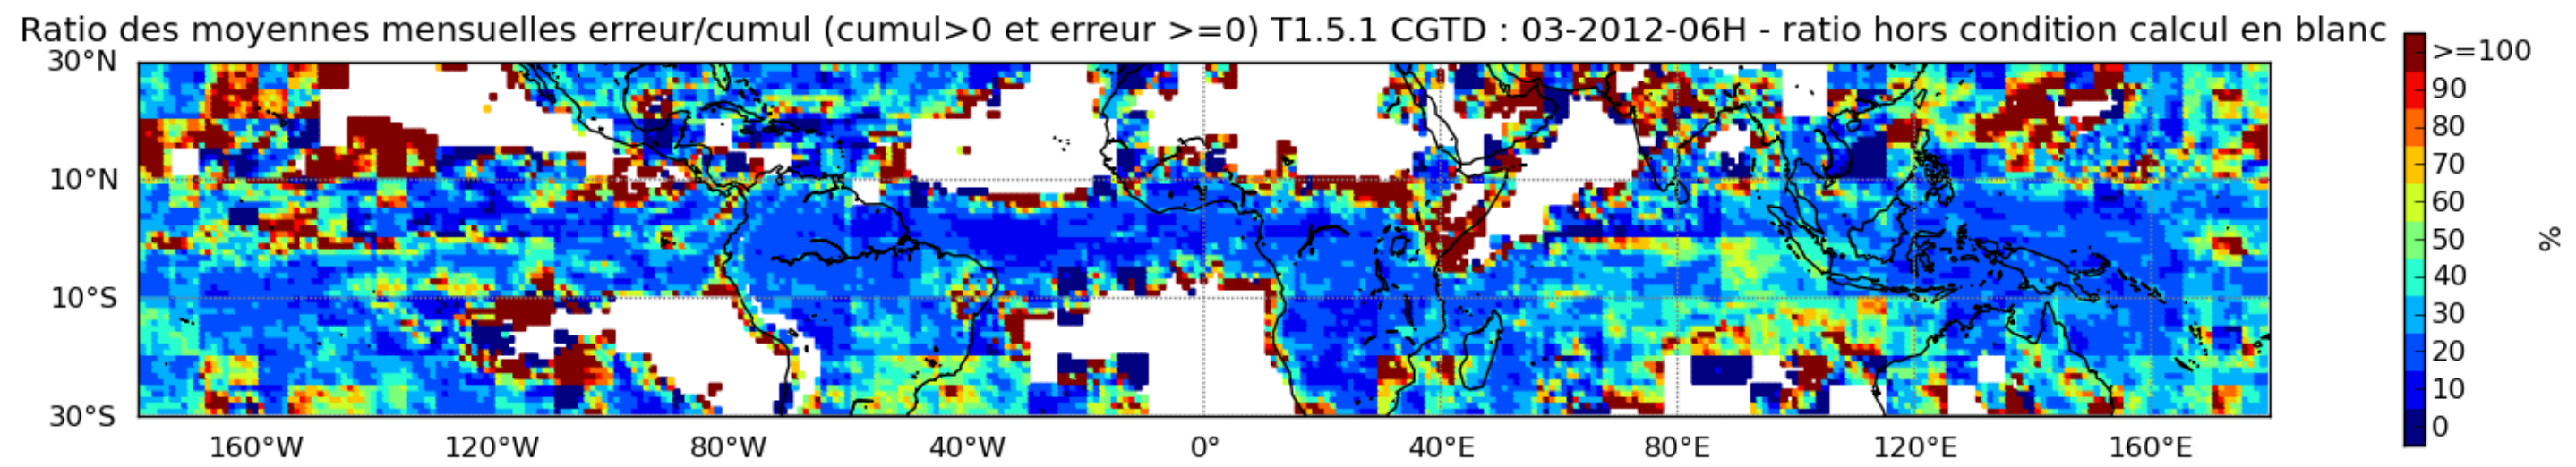 Ratio des moyennes mensuelles erreur/cumul (cumul>0 et erreur >=0) T1.5.1 CGTD : 03-2012-06H - ratio hors condition calcul en blanc
30°N
10°N
10°S
30°S
160°W 120°W 80°W 40°W 0° 40°E 80°E 120°E 160°E
>=100
90
80
70
60
50
40
30
20
10
0
%